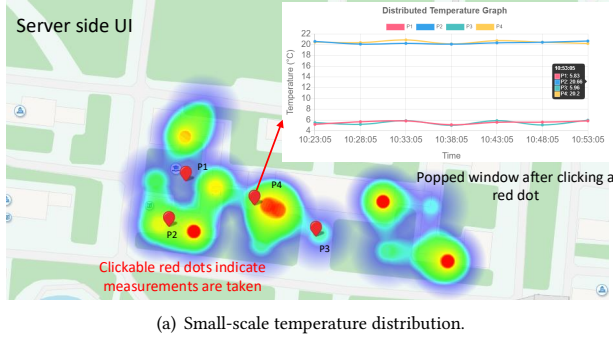 Server side UI
Distributed Temperature Graph
P1 P2 P3 P4
Temperature (°C)
22
20
18
16
14
12
10
8
6
4
10:53:05
P1: 5.83
P2: 20.66
P3: 5.96
P4: 20.2
10:23:05 10:28:05 10:33:05 10:38:05 10:43:05 10:48:05 10:53:05
Time
P1
P4
P2
P3
Popped window after clicking a
red dot
Clickable red dots indicate
measurements are taken
(a) Small-scale temperature distribution.